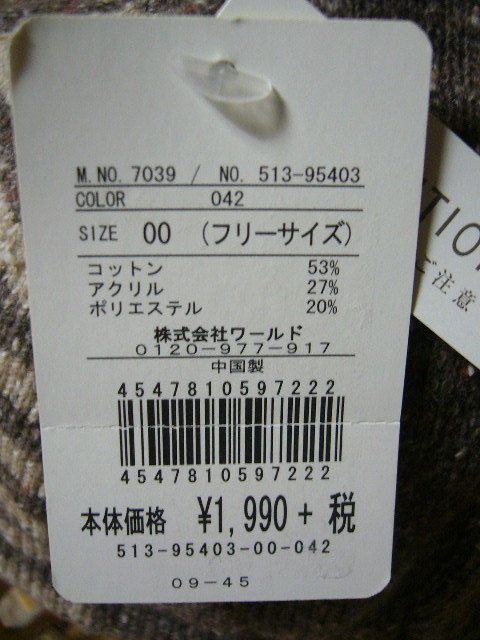 M.NO. 7039 / NO. 513-95403
COLOR 042
SIZE 00 (フリーサイズ)
コットン 53%
アクリル 27%
ポリエステル 20%
株式会社ワールド
0120-977-917
中国製
4547810597222
4547810597222
本体価格 ¥1,990 + 税
513-95403-00-042
09-45
ご注意